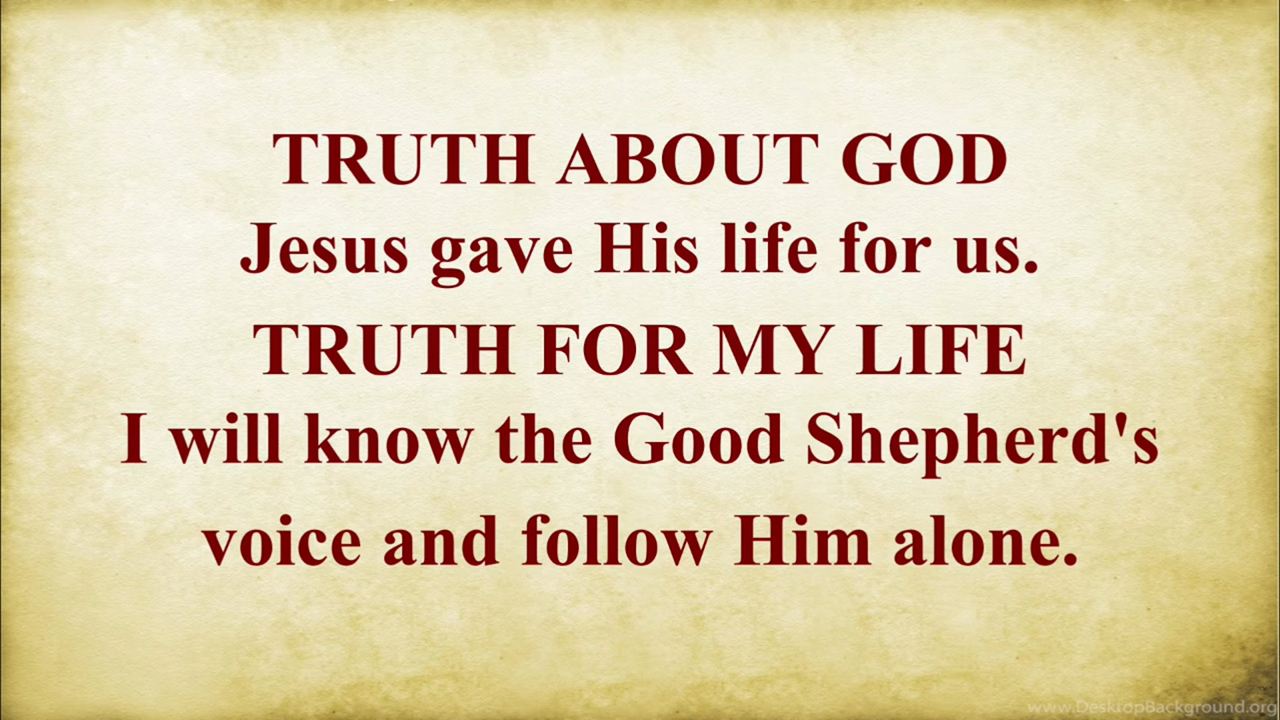 TRUTH ABOUT GOD
Jesus gave His life for us.
TRUTH FOR MY LIFE
I will know the Good Shepherd's
voice and follow Him alone.
www.DesktopBackground.org